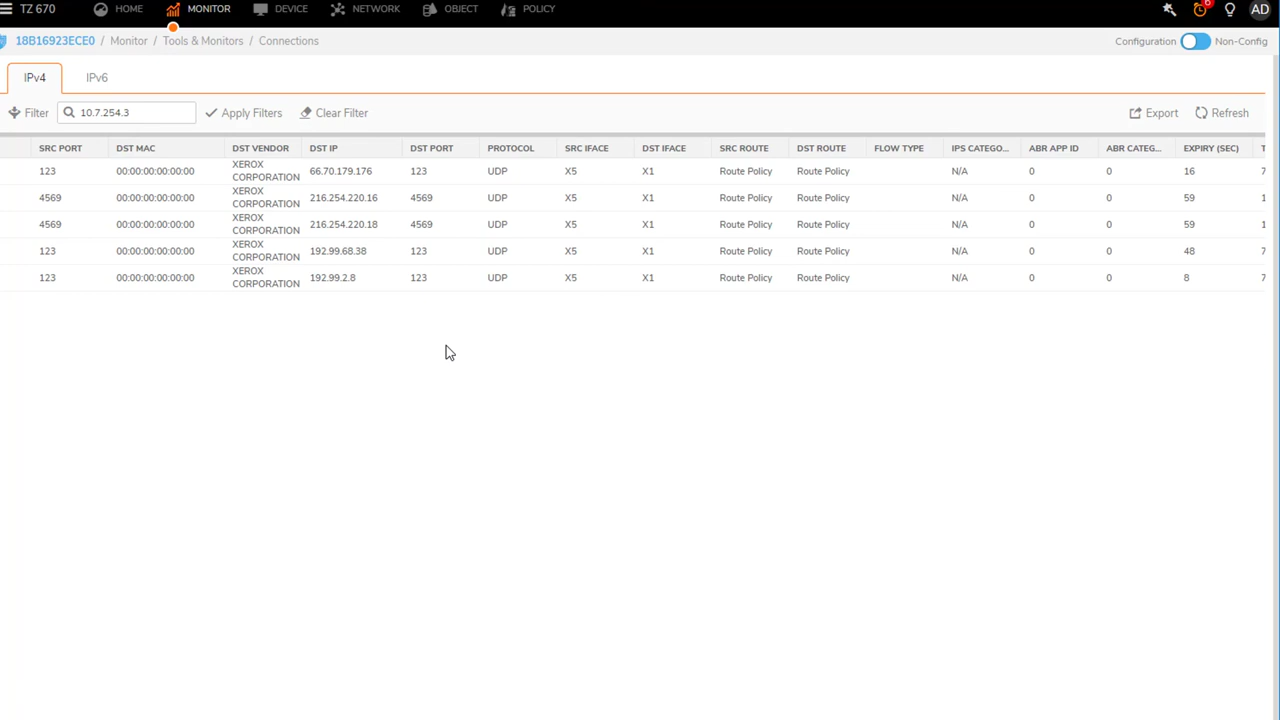 TZ 670 HOME MONITOR DEVICE NETWORK OBJECT POLICY 6 AD
18B16923ECE0 / Monitor / Tools & Monitors / Connections Configuration Non-Config
IPv4 IPv6
Filter 10.7.254.3 Apply Filters Clear Filter Export Refresh
SRC PORT DST MAC DST VENDOR DST IP DST PORT PROTOCOL SRC IFACE DST IFACE SRC ROUTE DST ROUTE FLOW TYPE IPS CATEGO... ABR APP ID ABR CATEG... EXPIRY (SEC) T
123 00:00:00:00:00:00 XEROX CORPORATION 66.70.179.176 123 UDP X5 X1 Route Policy Route Policy N/A 0 0 16 7
4569 00:00:00:00:00:00 XEROX CORPORATION 216.254.220.16 4569 UDP X5 X1 Route Policy Route Policy N/A 0 0 59 1
4569 00:00:00:00:00:00 XEROX CORPORATION 216.254.220.18 4569 UDP X5 X1 Route Policy Route Policy N/A 0 0 59 1
123 00:00:00:00:00:00 XEROX CORPORATION 192.99.68.38 123 UDP X5 X1 Route Policy Route Policy N/A 0 0 48 7
123 00:00:00:00:00:00 XEROX CORPORATION 192.99.2.8 123 UDP X5 X1 Route Policy Route Policy N/A 0 0 8 7